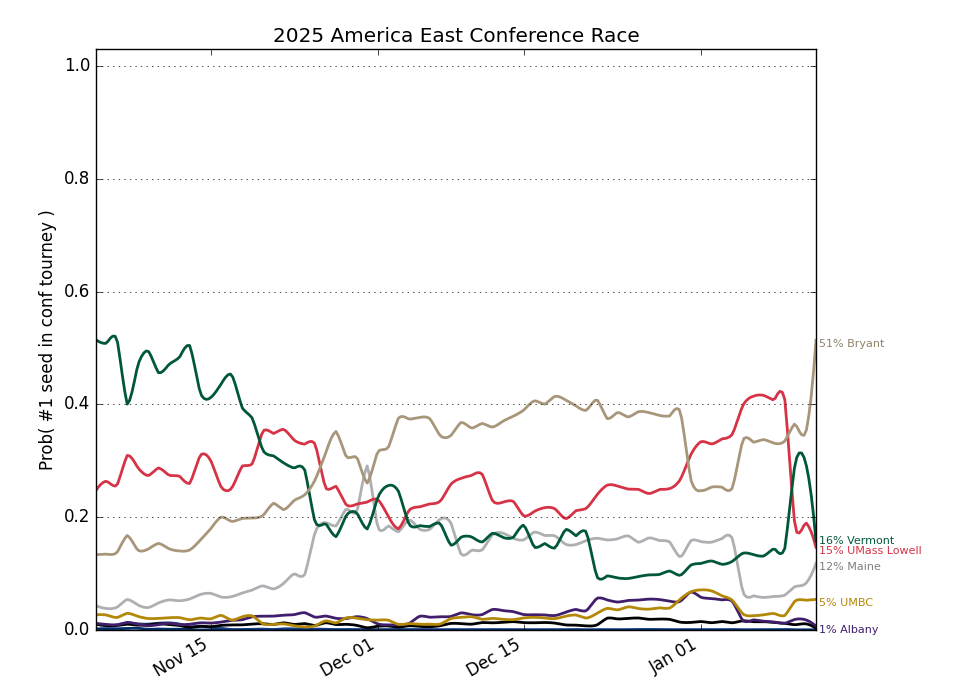 2025 America East Conference Race
Prob( #1 seed in conf tourney )
1.0
0.8
0.6
0.4
0.2
0.0
Nov 15
Dec 01
Dec 15
Jan 01
51% Bryant
16% Vermont
15% UMass Lowell
12% Maine
5% UMBC
1% Albany